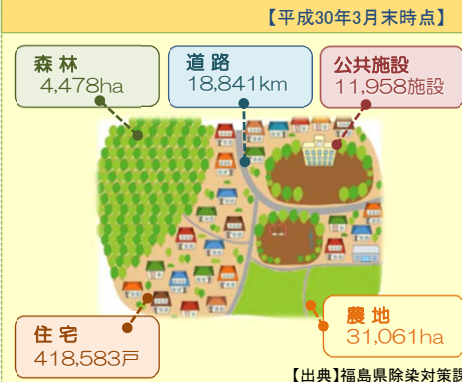 【平成30年3月末時点】
森林
4,478ha
道路
18,841km
公共施設
11,958施設
農地
31,061ha
住宅
418,583戸
【出典】福島県除染対策課